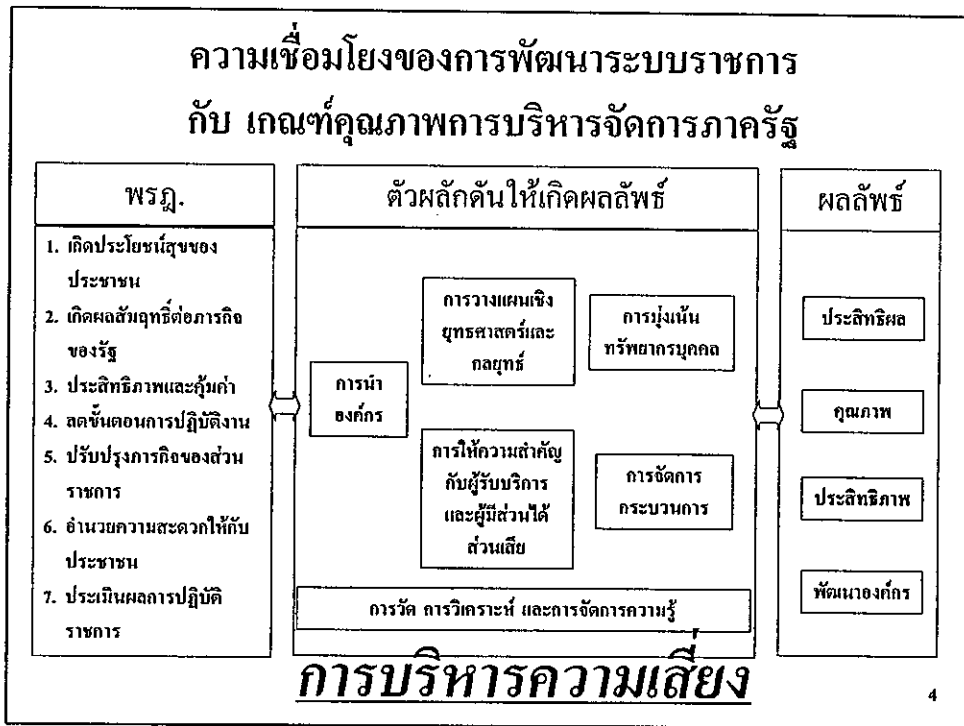 ความเชื่อมโยงของการพัฒนาระบบราชการ
กับ เกณฑ์คุณภาพการบริหารจัดการภาครัฐ
พรฎ.
1. เกิดประโยชน์สุขของ
ประชาชน
2. เกิดผลสัมฤทธิ์ต่อภารกิจ
ของรัฐ
3. ประสิทธิภาพและคุ้มค่า
4. ลดขั้นตอนการปฏิบัติงาน
5. ปรับปรุงภารกิจของส่วน
ราชการ
6. อำนวยความสะดวกให้กับ
ประชาชน
7. ประเมินผลการปฏิบัติ
ราชการ
ตัวผลักดันให้เกิดผลลัพธ์
การนำ
องค์กร
การวางแผนเชิง
ยุทธศาสตร์และ
กลยุทธ์
การมุ่งเน้น
ทรัพยากรบุคคล
การให้ความสำคัญ
กับผู้รับบริการ
และผู้มีส่วนได้
ส่วนเสีย
การจัดการ
กระบวนการ
การวัด การวิเคราะห์ และการจัดการความรู้
ผลลัพธ์
ประสิทธิผล
คุณภาพ
ประสิทธิภาพ
พัฒนาองค์กร
การบริหารความเสี่ยง
4